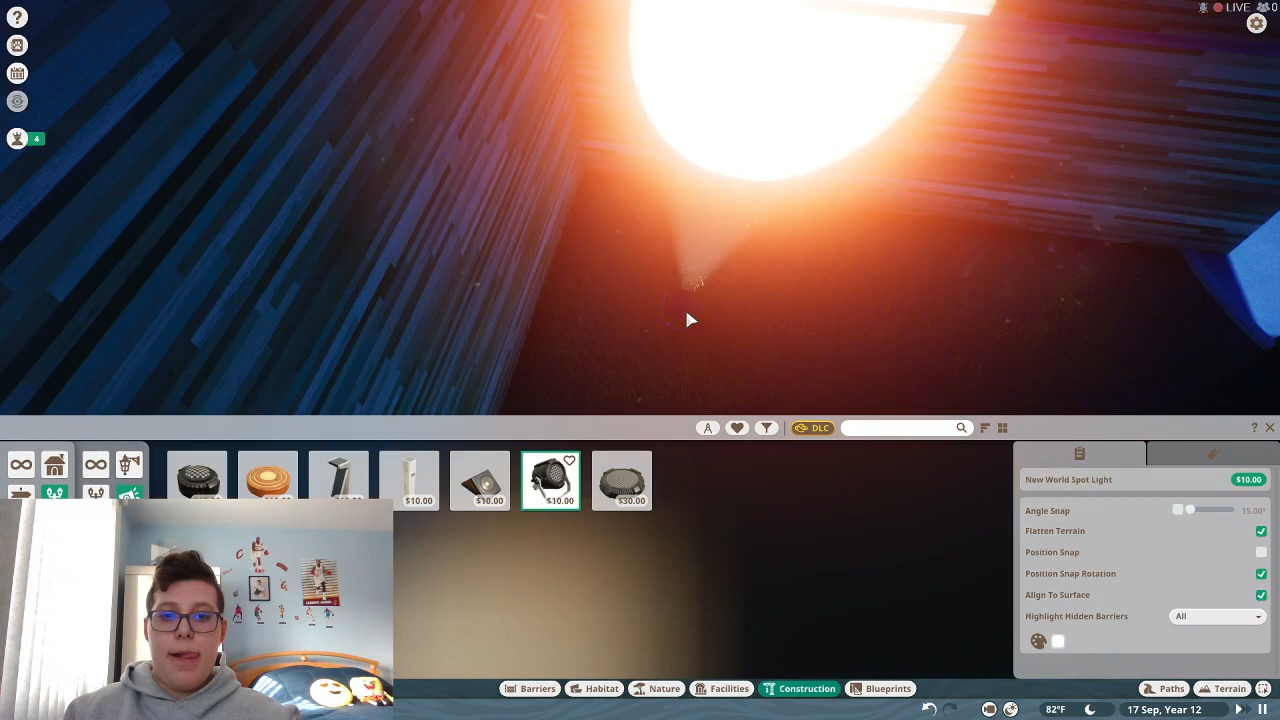 LIVE 0
4
DLC
$10.00 $10.00 $10.00 $30.00
New World Spot Light $10.00
Angle Snap 15.00°
Flatten Terrain
Position Snap
Position Snap Rotation
Align To Surface
Highlight Hidden Barriers All
Barriers Habitat Nature Facilities Construction Blueprints Paths Terrain
82°F 17 Sep, Year 12